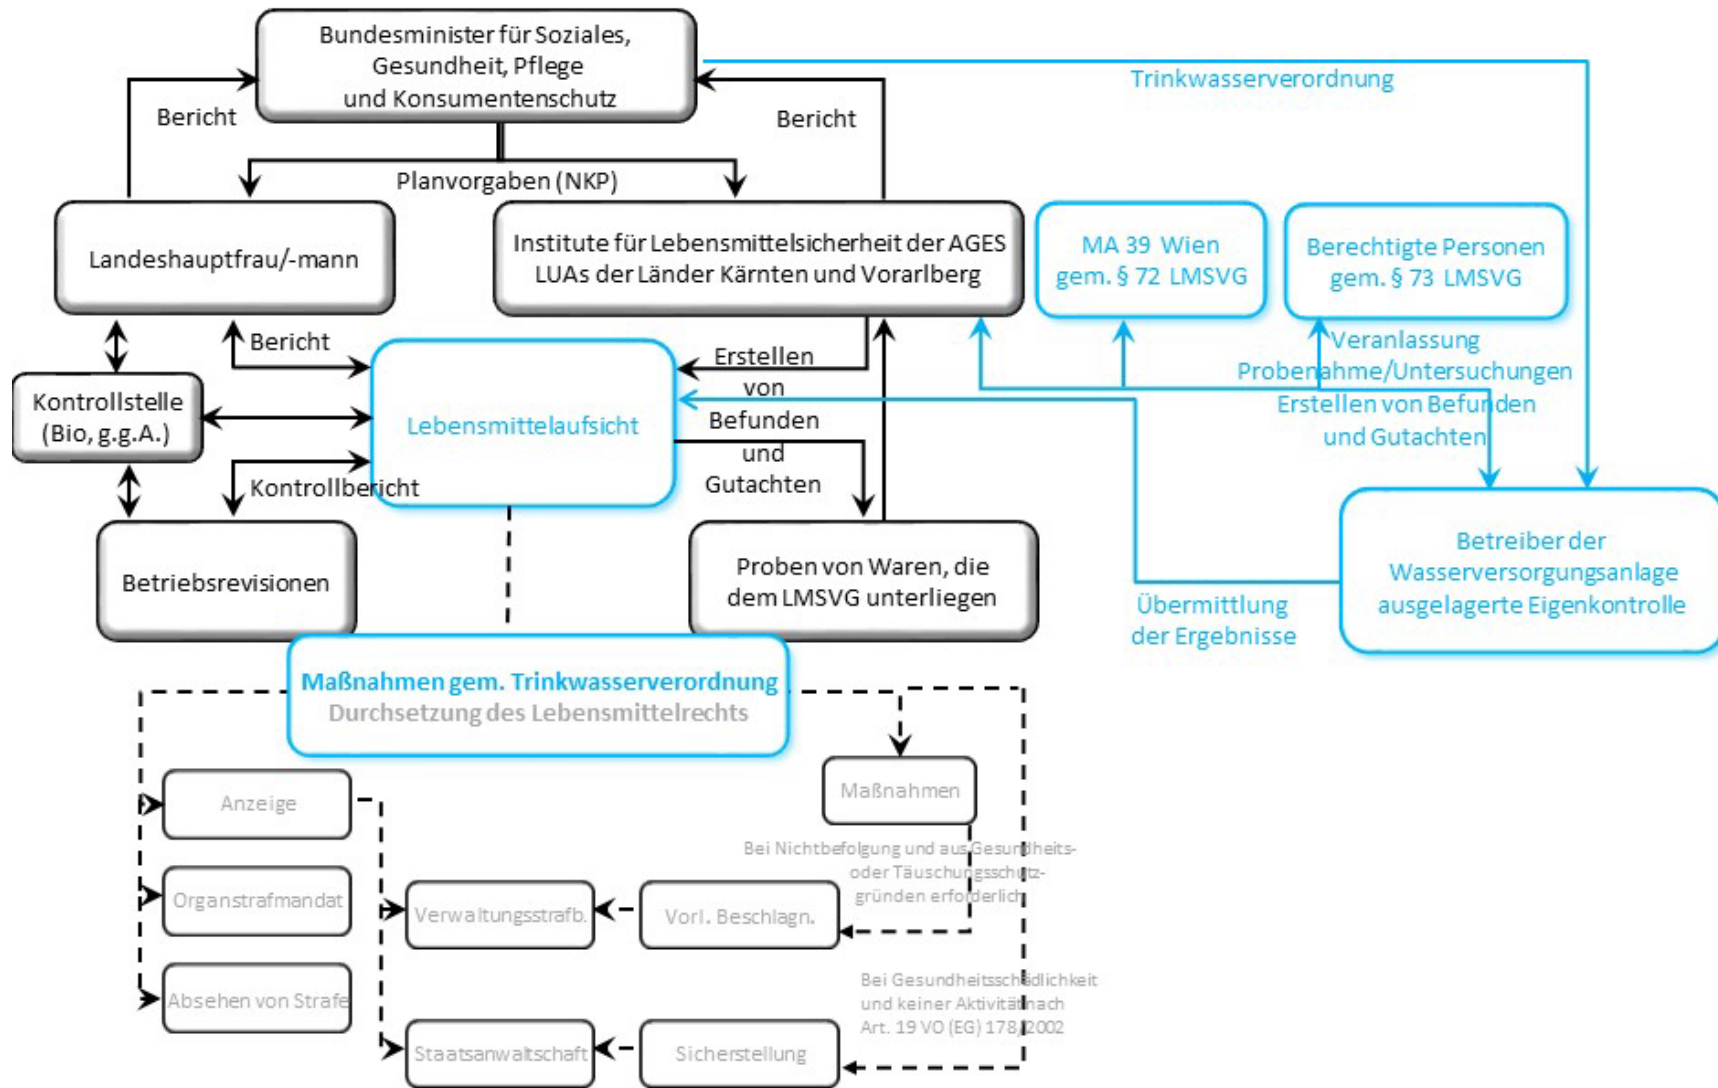 Bundesminister für Soziales,
Gesundheit, Pflege
und Konsumentenschutz
Trinkwasserverordnung
Bericht
Bericht
Planvorgaben (NKP)
Landeshauptfrau/-mann
Institute für Lebensmittelsicherheit der AGES
LUAs der Länder Kärnten und Vorarlberg
MA 39 Wien
gem. § 72 LMSVG
Berechtigte Personen
gem. § 73 LMSVG
Bericht
Erstellen
von
Befunden
und
Gutachten
Veranlassung
Probenahme/Untersuchungen
Erstellen von Befunden
und Gutachten
Kontrollstelle
(Bio, g.g.A.)
Lebensmittelaufsicht
Kontrollbericht
Betriebsrevisionen
Proben von Waren, die
dem LMSVG unterliegen
Betreiber der
Wasserversorgungsanlage
ausgelagerte Eigenkontrolle
Übermittlung
der Ergebnisse
Maßnahmen gem. Trinkwasserverordnung
Durchsetzung des Lebensmittelrechts
Anzeige
Maßnahmen
Bei Nichtbefolgung und aus Gesundheits-
oder Täuschungsschutz-
gründen erforderlich
Organstrafmandat
Verwaltungsstrafb.
Vorl. Beschlagn.
Absehen von Strafe
Bei Gesundheitsschädlichkeit
und keiner Aktivität nach
Art. 19 VO (EG) 178/2002
Staatsanwaltschaft
Sicherstellung